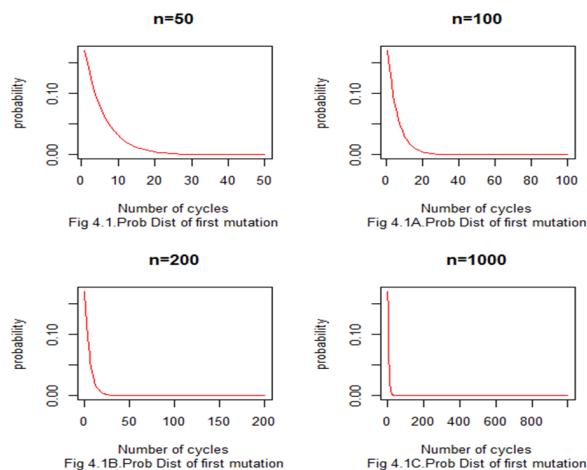 n=50
probability
0.00 0.10
0 10 20 30 40 50
Number of cycles
Fig 4.1.Prob Dist of first mutation
n=100
probability
0.00 0.10
0 20 40 60 80 100
Number of cycles
Fig 4.1A.Prob Dist of first mutation
n=200
probability
0.00 0.10
0 50 100 150 200
Number of cycles
Fig 4.1B.Prob Dist of first mutation
n=1000
probability
0.00 0.10
0 200 400 600 800
Number of cycles
Fig 4.1C.Prob Dist of first mutation